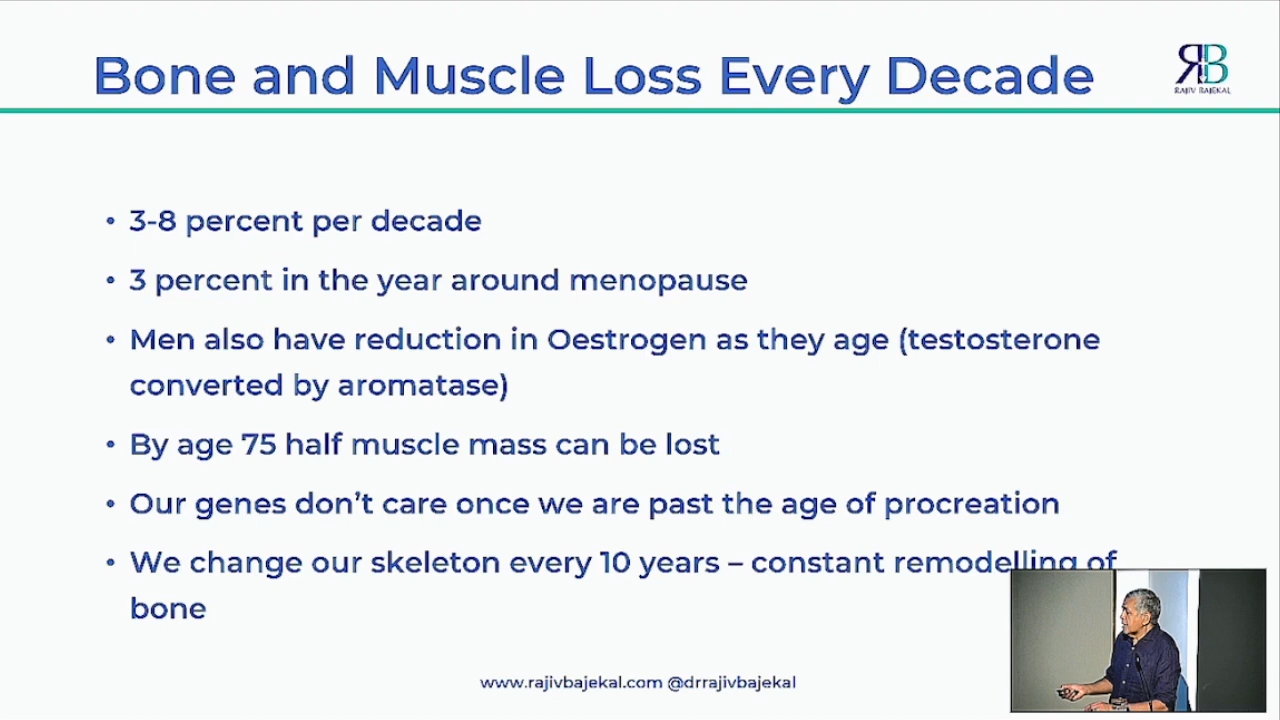 Bone and Muscle Loss Every Decade
RB
RAJIV BAJEKAL
• 3-8 percent per decade
• 3 percent in the year around menopause
• Men also have reduction in Oestrogen as they age (testosterone
converted by aromatase)
• By age 75 half muscle mass can be lost
• Our genes don’t care once we are past the age of procreation
• We change our skeleton every 10 years – constant remodelling of
bone
www.rajivbajekal.com @drrajivbajekal